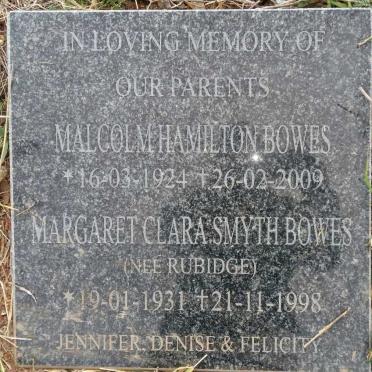 IN LOVING MEMORY OF
OUR PARENTS
MALCOLM HAMILTON BOWES
*16-03-1924 †26-02-2009
MARGARET CLARA SMYTH BOWES
(NEE RUBIDGE)
*19-01-1931 †21-11-1998
JENNIFER, DENISE & FELICITY